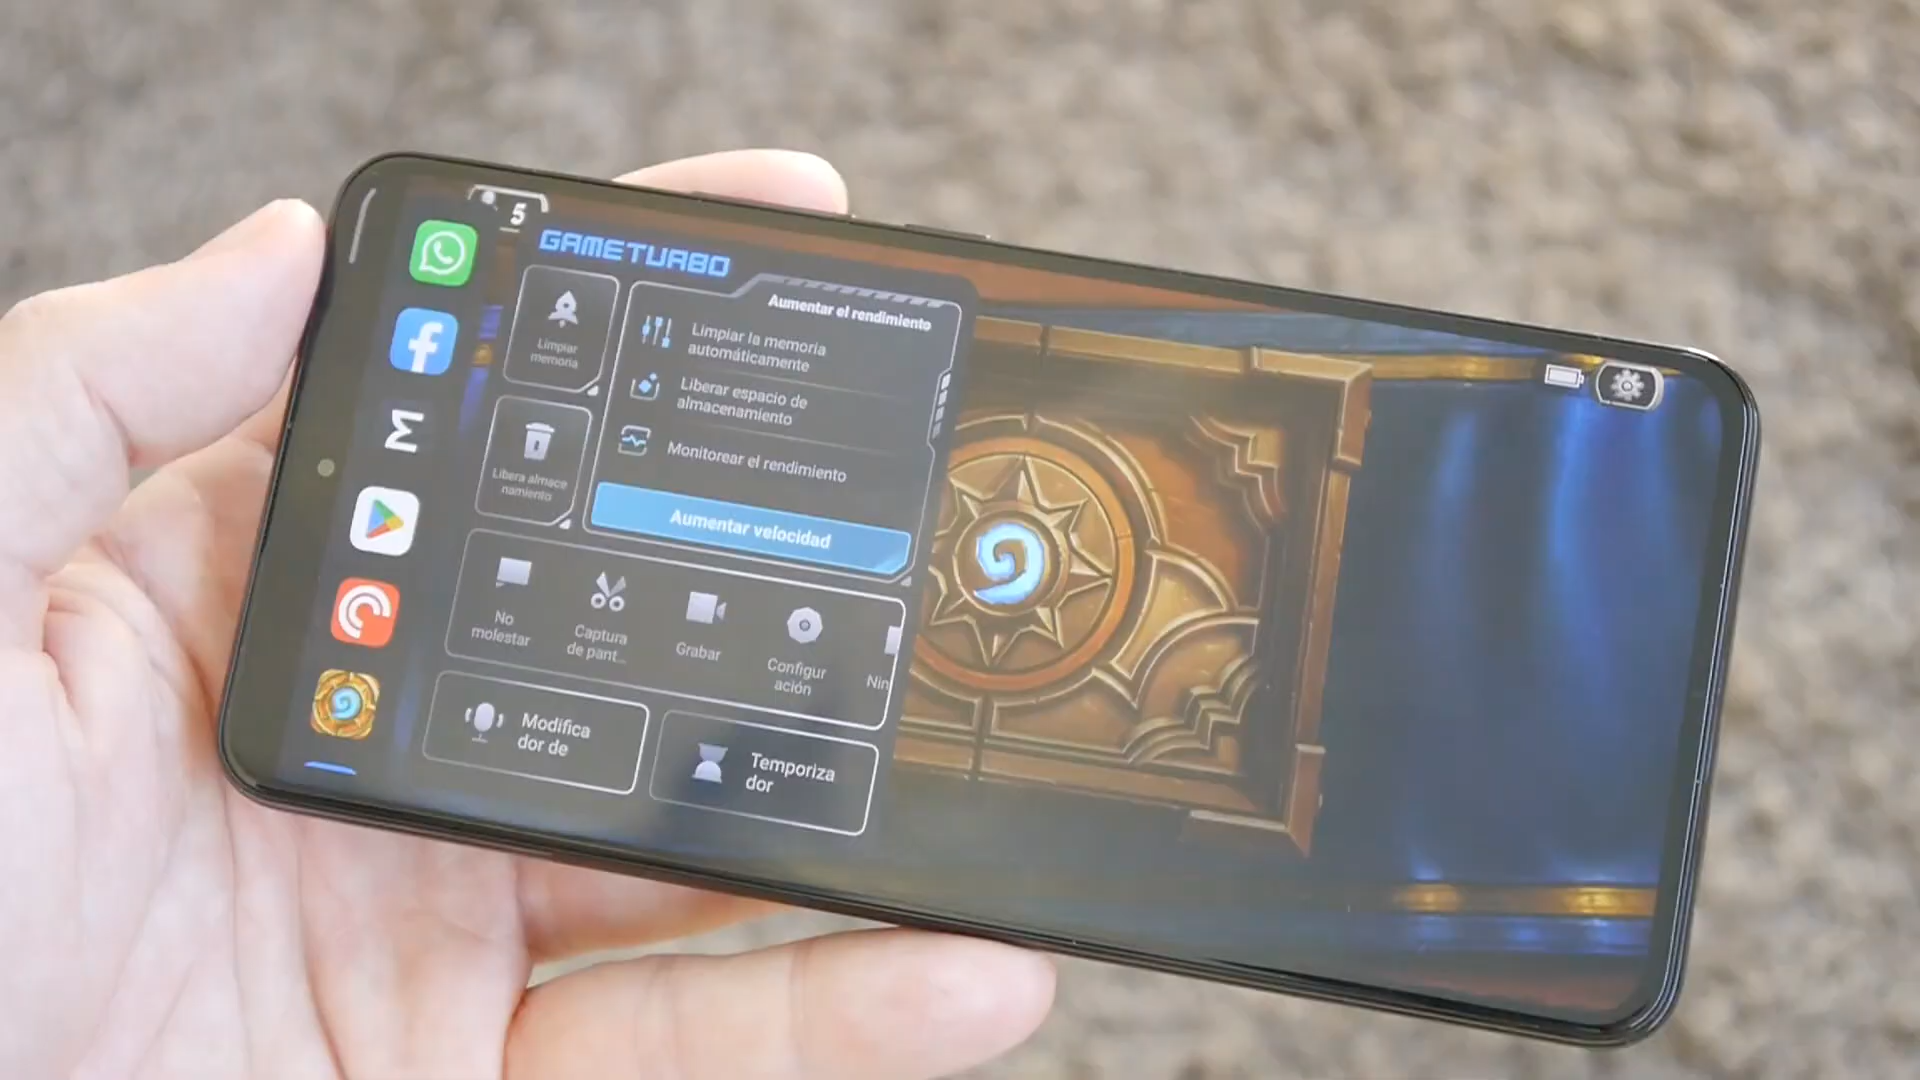 5
GAMETURBO
Limpiar
memoria
Libera almace
namiento
Aumentar el rendimiento
Limpiar la memoria
automáticamente
Liberar espacio de
almacenamiento
Monitorear el rendimiento
Aumentar velocidad
No
molestar
Captura
de pant...
Grabar
Configur
ación
Nin
Modifica
dor de
Temporiza
dor